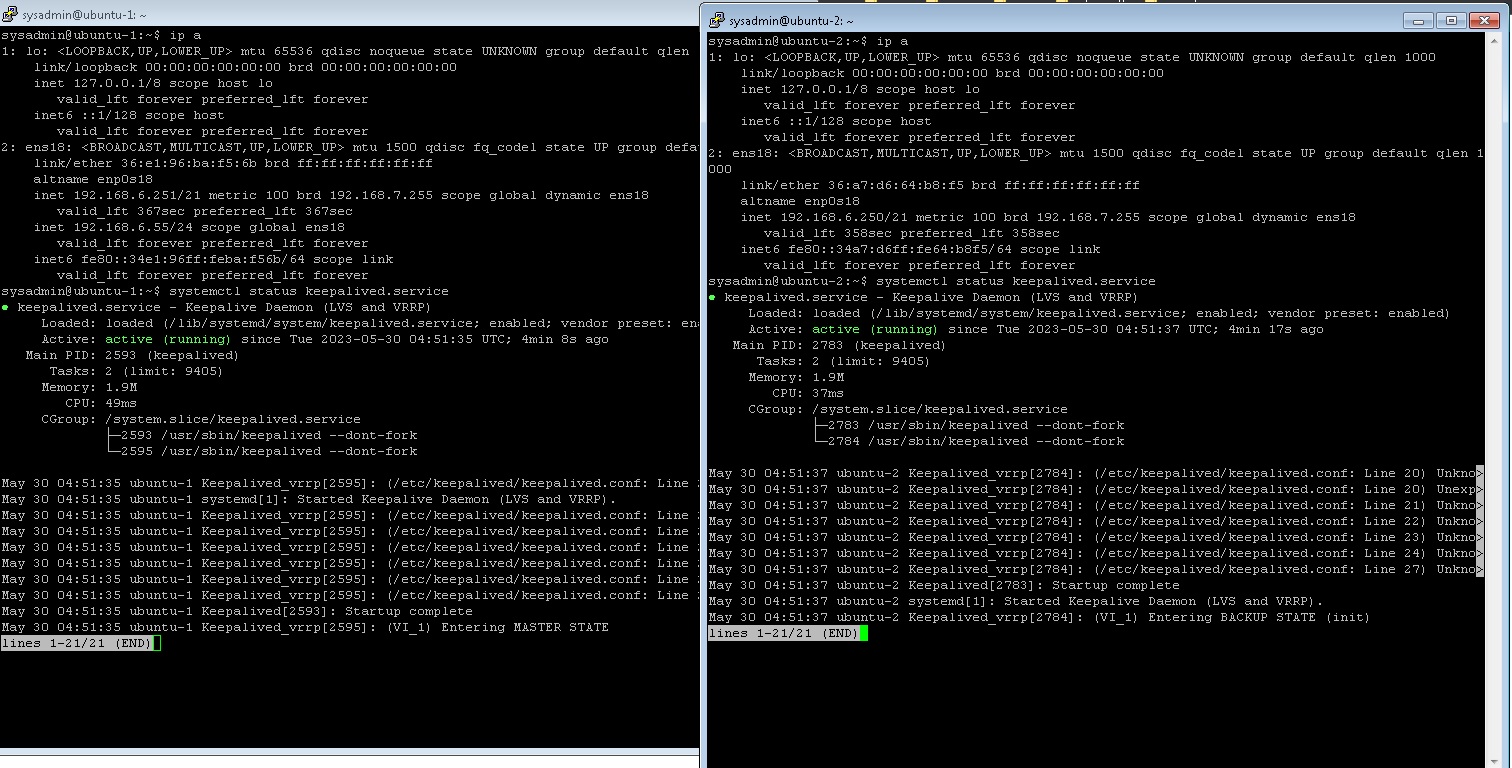 sysadmin@ubuntu-1: ~
sysadmin@ubuntu-1:~$ ip a
1: lo: <LOOPBACK,UP,LOWER_UP> mtu 65536 qdisc noqueue state UNKNOWN group default qlen
link/loopback 00:00:00:00:00:00 brd 00:00:00:00:00:00
inet 127.0.0.1/8 scope host lo
valid_lft forever preferred_lft forever
inet6 ::1/128 scope host
valid_lft forever preferred_lft forever
2: ens18: <BROADCAST,MULTICAST,UP,LOWER_UP> mtu 1500 qdisc fq_codel state UP group defa
link/ether 36:e1:96:ba:f5:6b brd ff:ff:ff:ff:ff:ff
altname enp0s18
inet 192.168.6.251/21 metric 100 brd 192.168.7.255 scope global dynamic ens18
valid_lft 367sec preferred_lft 367sec
inet 192.168.6.55/24 scope global ens18
valid_lft forever preferred_lft forever
inet6 fe80::34e1:96ff:feba:f56b/64 scope link
valid_lft forever preferred_lft forever
sysadmin@ubuntu-1:~$ systemctl status keepalived.service
● keepalived.service - Keepalive Daemon (LVS and VRRP)
Loaded: loaded (/lib/systemd/system/keepalived.service; enabled; vendor preset: en
Active: active (running) since Tue 2023-05-30 04:51:35 UTC; 4min 8s ago
Main PID: 2593 (keepalived)
Tasks: 2 (limit: 9405)
Memory: 1.9M
CPU: 49ms
CGroup: /system.slice/keepalived.service
├─2593 /usr/sbin/keepalived --dont-fork
└─2595 /usr/sbin/keepalived --dont-fork
May 30 04:51:35 ubuntu-1 Keepalived_vrrp[2595]: (/etc/keepalived/keepalived.conf: Line
May 30 04:51:35 ubuntu-1 systemd[1]: Started Keepalive Daemon (LVS and VRRP).
May 30 04:51:35 ubuntu-1 Keepalived_vrrp[2595]: (/etc/keepalived/keepalived.conf: Line
May 30 04:51:35 ubuntu-1 Keepalived_vrrp[2595]: (/etc/keepalived/keepalived.conf: Line
May 30 04:51:35 ubuntu-1 Keepalived_vrrp[2595]: (/etc/keepalived/keepalived.conf: Line
May 30 04:51:35 ubuntu-1 Keepalived_vrrp[2595]: (/etc/keepalived/keepalived.conf: Line
May 30 04:51:35 ubuntu-1 Keepalived_vrrp[2595]: (/etc/keepalived/keepalived.conf: Line
May 30 04:51:35 ubuntu-1 Keepalived_vrrp[2595]: (/etc/keepalived/keepalived.conf: Line
May 30 04:51:35 ubuntu-1 Keepalived[2593]: Startup complete
May 30 04:51:35 ubuntu-1 Keepalived_vrrp[2595]: (VI_1) Entering MASTER STATE
lines 1-21/21 (END)
sysadmin@ubuntu-2: ~
sysadmin@ubuntu-2:~$ ip a
1: lo: <LOOPBACK,UP,LOWER_UP> mtu 65536 qdisc noqueue state UNKNOWN group default qlen 1000
link/loopback 00:00:00:00:00:00 brd 00:00:00:00:00:00
inet 127.0.0.1/8 scope host lo
valid_lft forever preferred_lft forever
inet6 ::1/128 scope host
valid_lft forever preferred_lft forever
2: ens18: <BROADCAST,MULTICAST,UP,LOWER_UP> mtu 1500 qdisc fq_codel state UP group default qlen 1
000
link/ether 36:a7:d6:64:b8:f5 brd ff:ff:ff:ff:ff:ff
altname enp0s18
inet 192.168.6.250/21 metric 100 brd 192.168.7.255 scope global dynamic ens18
valid_lft 358sec preferred_lft 358sec
inet6 fe80::34a7:d6ff:fe64:b8f5/64 scope link
valid_lft forever preferred_lft forever
sysadmin@ubuntu-2:~$ systemctl status keepalived.service
● keepalived.service - Keepalive Daemon (LVS and VRRP)
Loaded: loaded (/lib/systemd/system/keepalived.service; enabled; vendor preset: enabled)
Active: active (running) since Tue 2023-05-30 04:51:37 UTC; 4min 17s ago
Main PID: 2783 (keepalived)
Tasks: 2 (limit: 9405)
Memory: 1.9M
CPU: 37ms
CGroup: /system.slice/keepalived.service
├─2783 /usr/sbin/keepalived --dont-fork
└─2784 /usr/sbin/keepalived --dont-fork
May 30 04:51:37 ubuntu-2 Keepalived_vrrp[2784]: (/etc/keepalived/keepalived.conf: Line 20) Unkno>
May 30 04:51:37 ubuntu-2 Keepalived_vrrp[2784]: (/etc/keepalived/keepalived.conf: Line 20) Unexp>
May 30 04:51:37 ubuntu-2 Keepalived_vrrp[2784]: (/etc/keepalived/keepalived.conf: Line 21) Unkno>
May 30 04:51:37 ubuntu-2 Keepalived_vrrp[2784]: (/etc/keepalived/keepalived.conf: Line 22) Unkno>
May 30 04:51:37 ubuntu-2 Keepalived_vrrp[2784]: (/etc/keepalived/keepalived.conf: Line 23) Unkno>
May 30 04:51:37 ubuntu-2 Keepalived_vrrp[2784]: (/etc/keepalived/keepalived.conf: Line 24) Unkno>
May 30 04:51:37 ubuntu-2 Keepalived_vrrp[2784]: (/etc/keepalived/keepalived.conf: Line 27) Unkno>
May 30 04:51:37 ubuntu-2 Keepalived[2783]: Startup complete
May 30 04:51:37 ubuntu-2 systemd[1]: Started Keepalive Daemon (LVS and VRRP).
May 30 04:51:37 ubuntu-2 Keepalived_vrrp[2784]: (VI_1) Entering BACKUP STATE (init)
lines 1-21/21 (END)